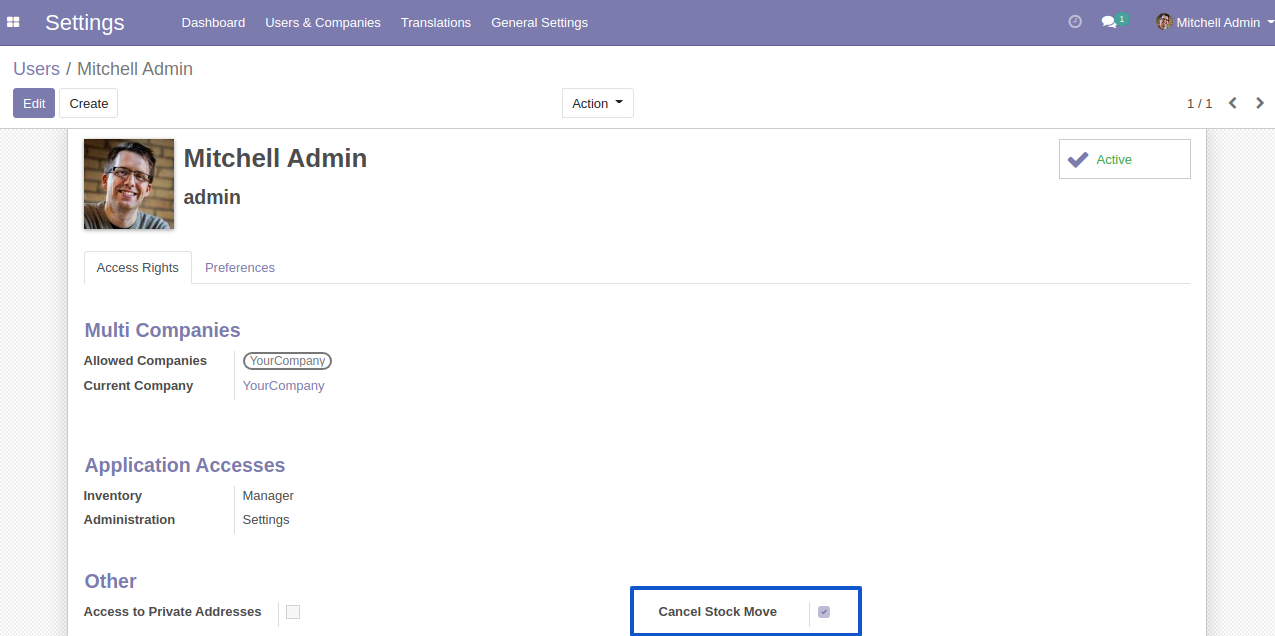 Settings Dashboard Users & Companies Translations General Settings 1 Mitchell Admin
Users / Mitchell Admin
Edit Create Action 1 / 1
Mitchell Admin
admin
Active
Access Rights Preferences
Multi Companies
Allowed Companies YourCompany
Current Company YourCompany
Application Accesses
Inventory Manager
Administration Settings
Other
Access to Private Addresses Cancel Stock Move